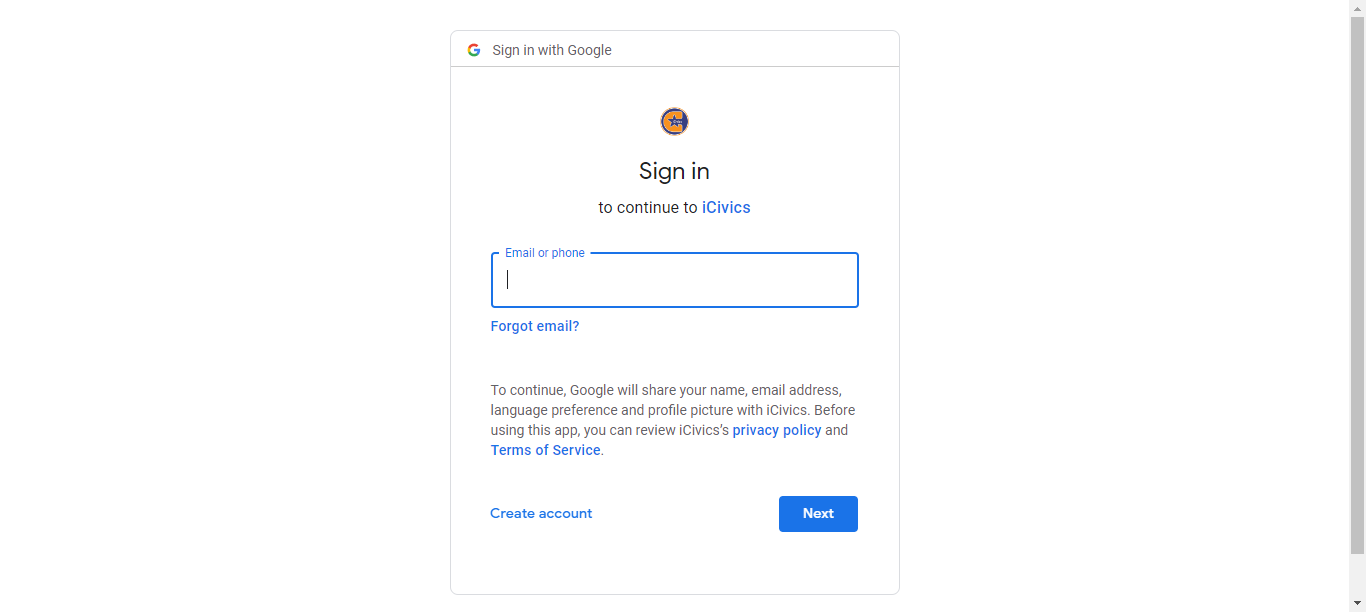 Sign in with Google
Sign in
to continue to iCivics
Email or phone
Forgot email?
To continue, Google will share your name, email address,
language preference and profile picture with iCivics. Before
using this app, you can review iCivics’s privacy policy and
Terms of Service.
Create account
Next